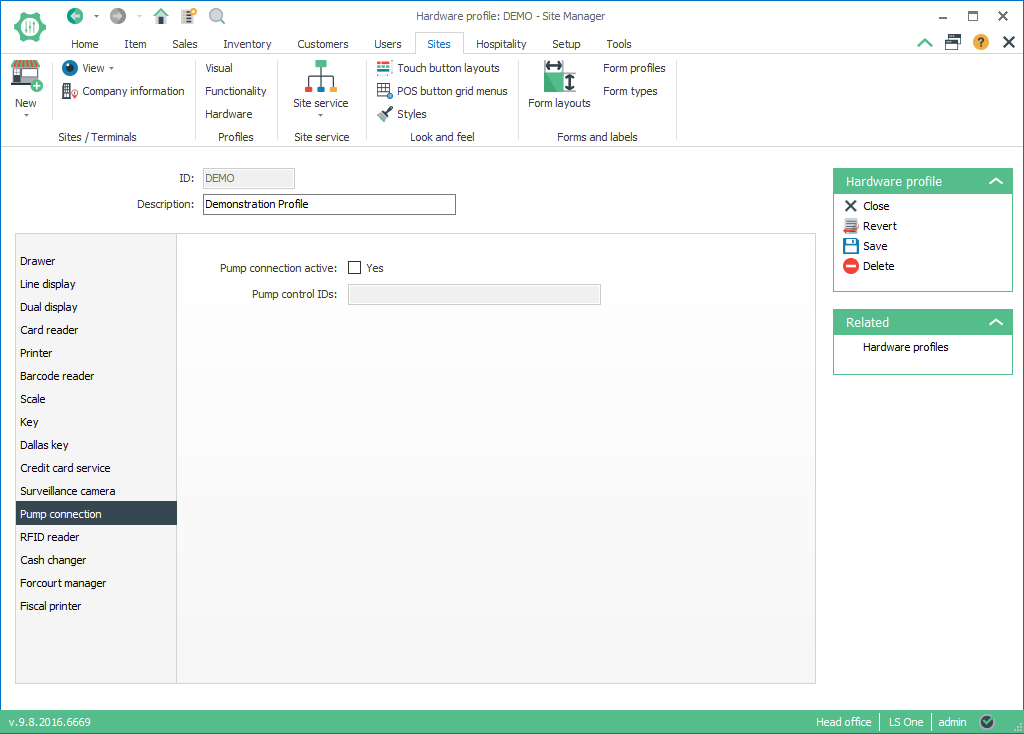 Hardware profile: DEMO - Site Manager
Home Item Sales Inventory Customers Users Sites Hospitality Setup Tools
?
New
View
Company information
Sites / Terminals
Visual
Functionality
Hardware
Profiles
Site service
Site service
Touch button layouts
POS button grid menus
Styles
Look and feel
Form layouts
Form profiles
Form types
Forms and labels
ID: DEMO
Description: Demonstration Profile
Drawer
Line display
Dual display
Card reader
Printer
Barcode reader
Scale
Key
Dallas key
Credit card service
Surveillance camera
Pump connection
RFID reader
Cash changer
Forcourt manager
Fiscal printer
Pump connection active: Yes
Pump control IDs:
Hardware profile
Close
Revert
Save
Delete
Related
Hardware profiles
v.9.8.2016.6669
Head office LS One admin